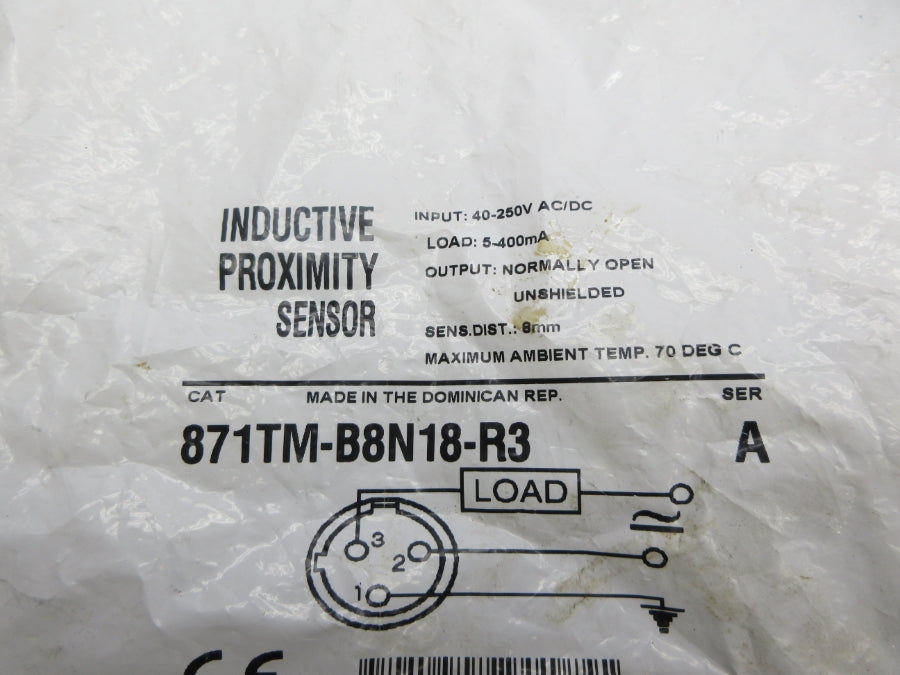 INDUCTIVE
PROXIMITY
SENSOR
INPUT: 40-250V AC/DC
LOAD: 5-400mA
OUTPUT: NORMALLY OPEN
UNSHIELDED
SENS.DIST.: 8mm
MAXIMUM AMBIENT TEMP. 70 DEG C
CAT MADE IN THE DOMINICAN REP. SER
871TM-B8N18-R3 A
LOAD
3
2
1
CE